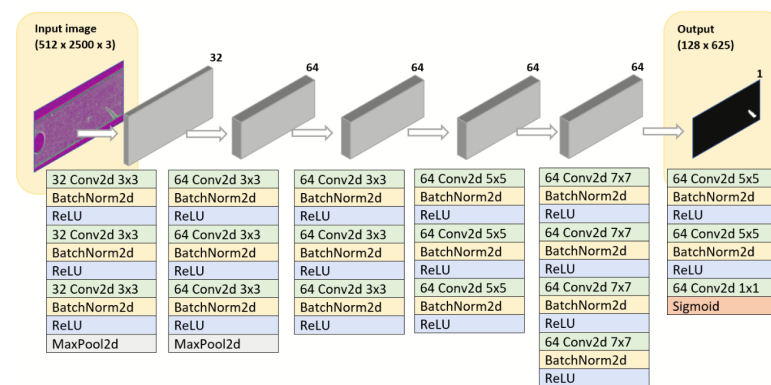 Input image
(512 x 2500 x 3)
32
64
64
64
64
Output
(128 x 625)
1
32 Conv2d 3x3
BatchNorm2d
ReLU
32 Conv2d 3x3
BatchNorm2d
ReLU
32 Conv2d 3x3
BatchNorm2d
ReLU
MaxPool2d
64 Conv2d 3x3
BatchNorm2d
ReLU
64 Conv2d 3x3
BatchNorm2d
ReLU
64 Conv2d 3x3
BatchNorm2d
ReLU
MaxPool2d
64 Conv2d 3x3
BatchNorm2d
ReLU
64 Conv2d 3x3
BatchNorm2d
ReLU
64 Conv2d 3x3
BatchNorm2d
ReLU
64 Conv2d 5x5
BatchNorm2d
ReLU
64 Conv2d 5x5
BatchNorm2d
ReLU
64 Conv2d 5x5
BatchNorm2d
ReLU
64 Conv2d 7x7
BatchNorm2d
ReLU
64 Conv2d 7x7
BatchNorm2d
ReLU
64 Conv2d 7x7
BatchNorm2d
ReLU
64 Conv2d 7x7
BatchNorm2d
ReLU
64 Conv2d 5x5
BatchNorm2d
ReLU
64 Conv2d 5x5
BatchNorm2d
ReLU
64 Conv2d 1x1
Sigmoid